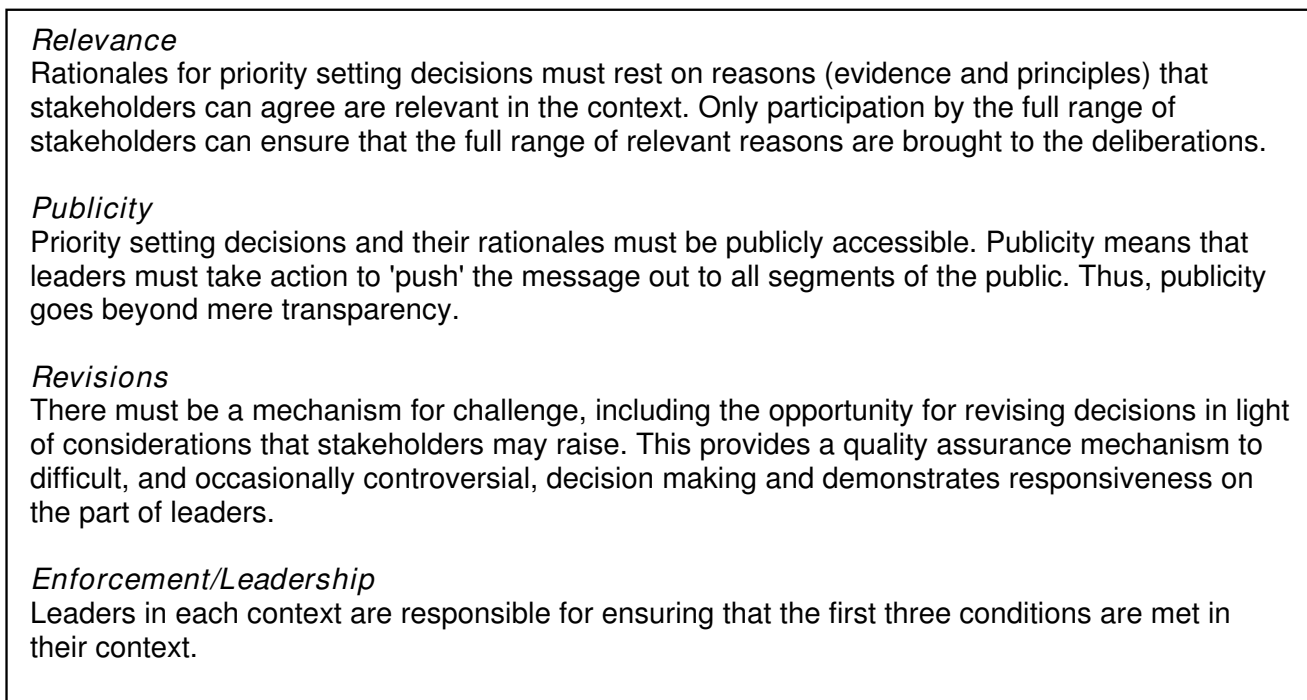 Relevance
Rationales for priority setting decisions must rest on reasons (evidence and principles) that
stakeholders can agree are relevant in the context. Only participation by the full range of
stakeholders can ensure that the full range of relevant reasons are brought to the deliberations.
Publicity
Priority setting decisions and their rationales must be publicly accessible. Publicity means that
leaders must take action to 'push' the message out to all segments of the public. Thus, publicity
goes beyond mere transparency.
Revisions
There must be a mechanism for challenge, including the opportunity for revising decisions in light
of considerations that stakeholders may raise. This provides a quality assurance mechanism to
difficult, and occasionally controversial, decision making and demonstrates responsiveness on
the part of leaders.
Enforcement/Leadership
Leaders in each context are responsible for ensuring that the first three conditions are met in
their context.